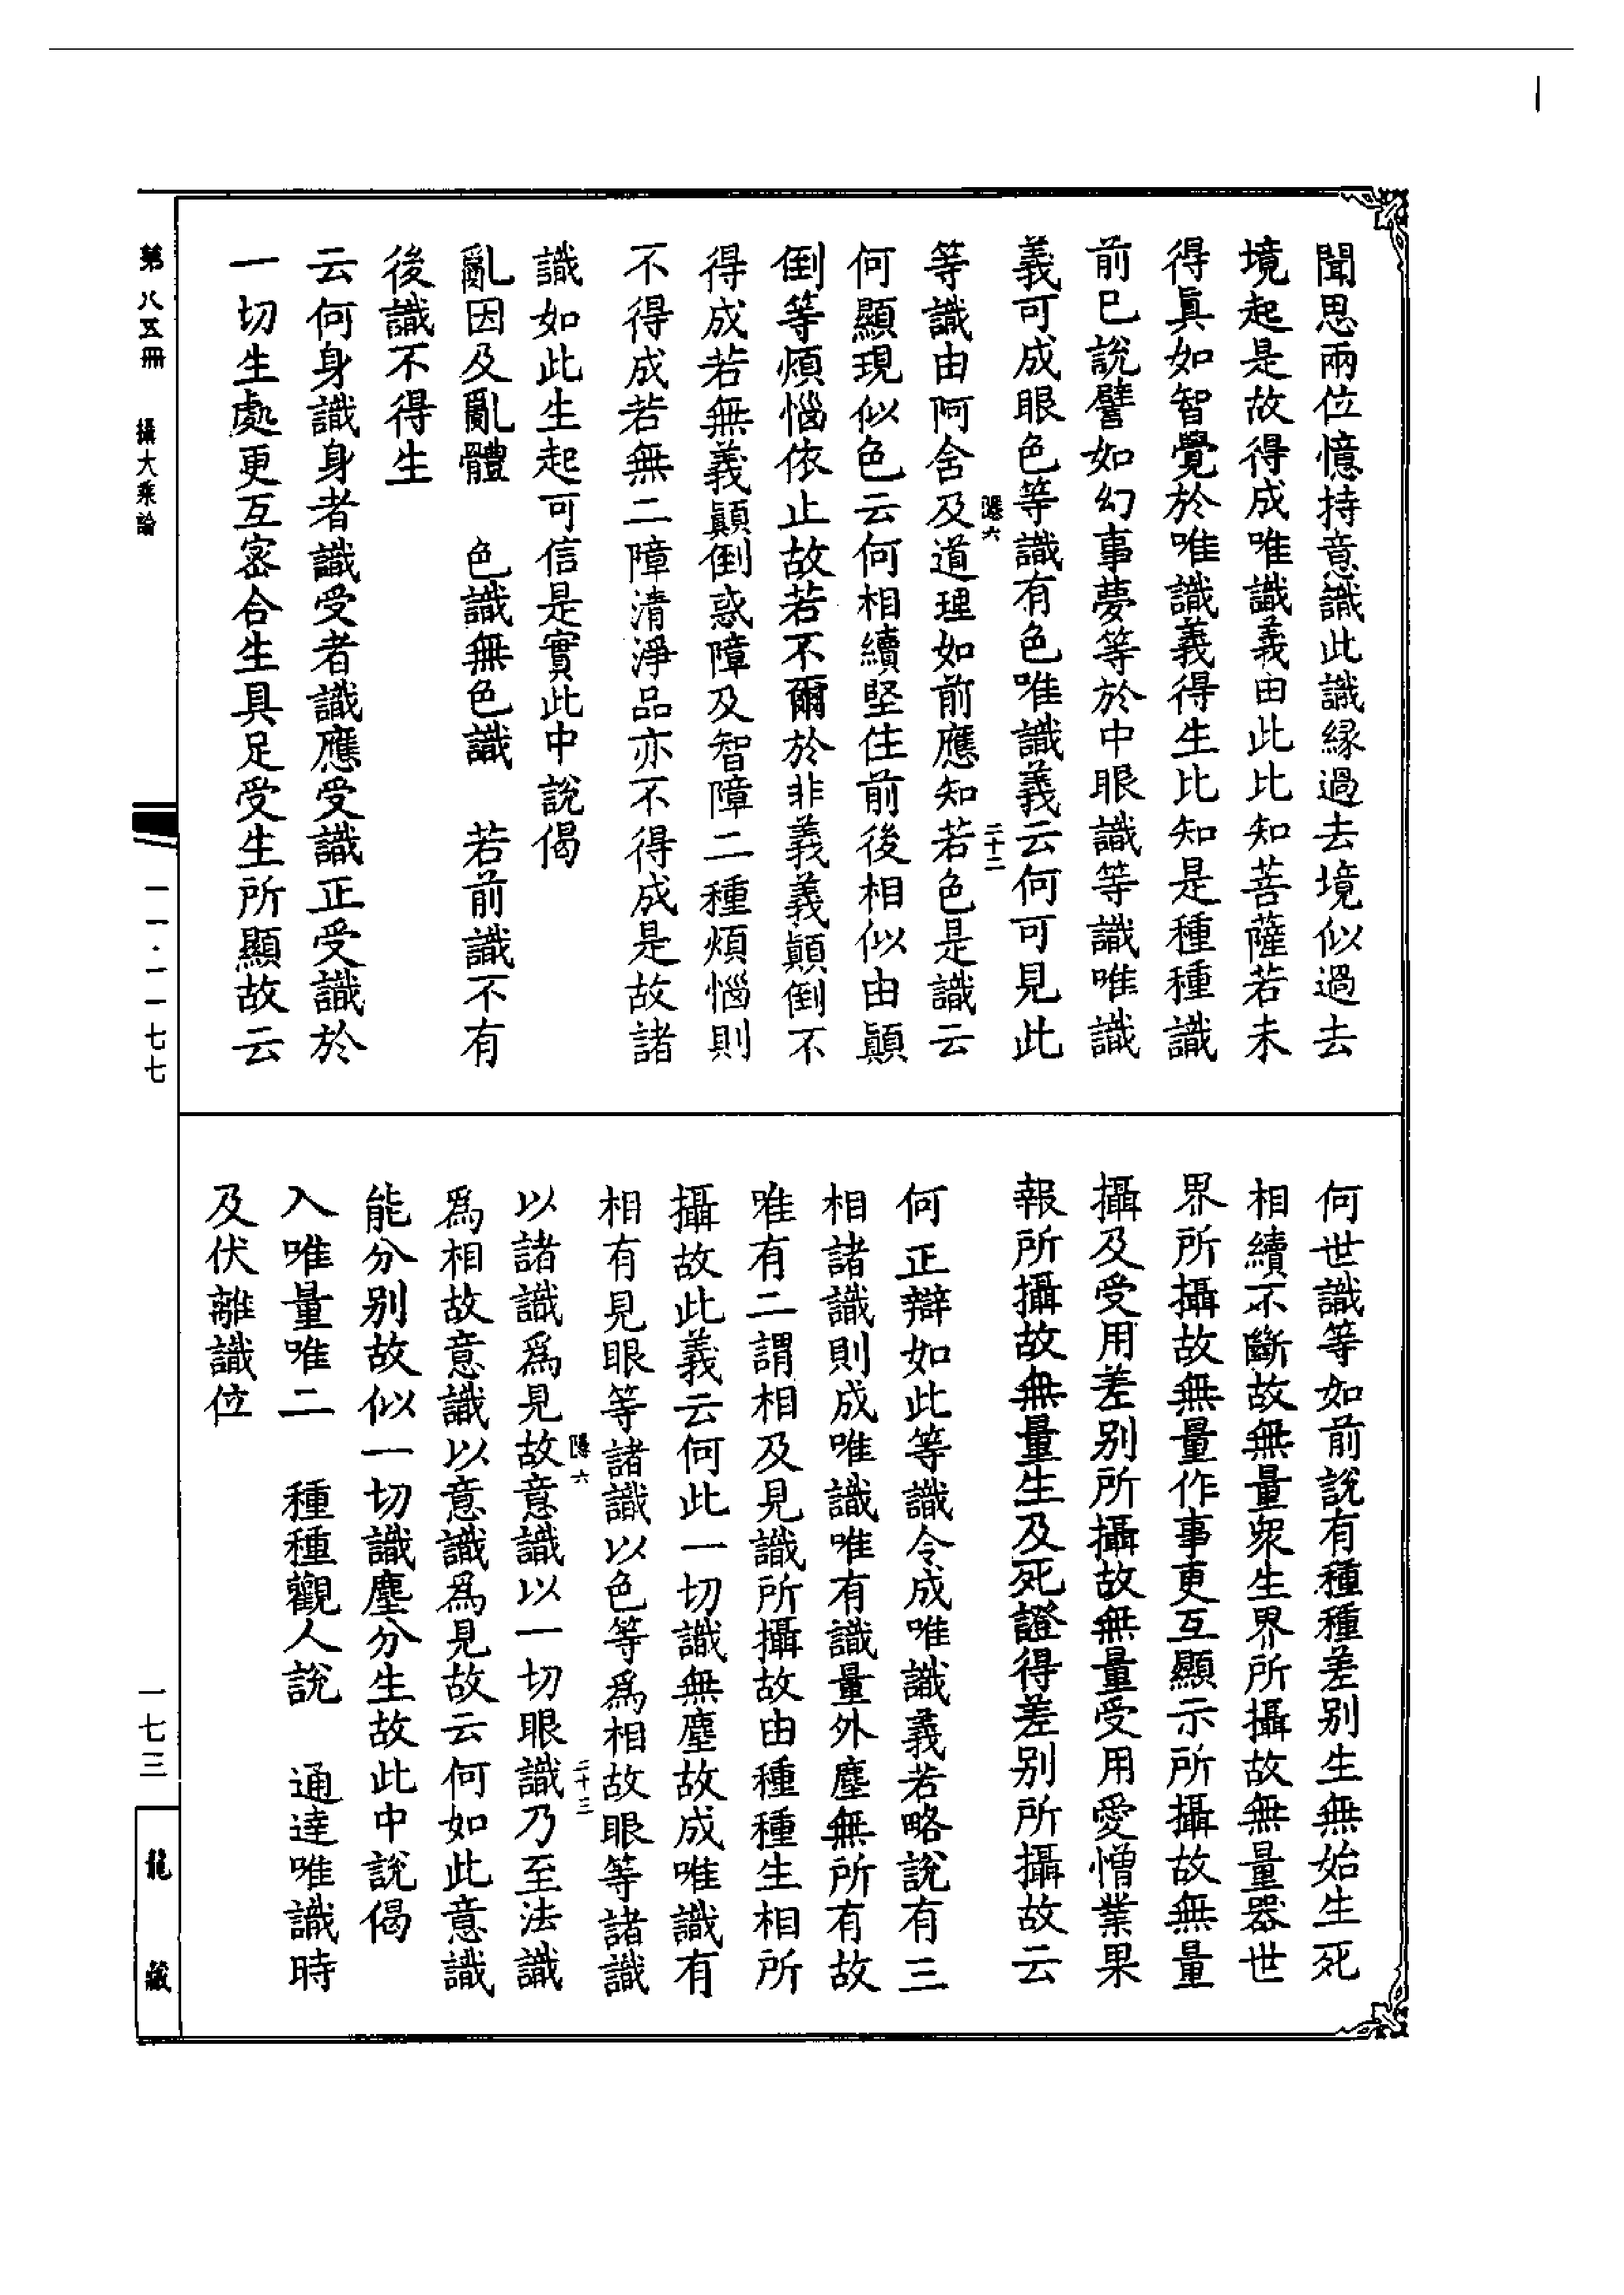 聞思兩位憶持意識此識緣過去境似過去
境起是故得成唯識義由此比知菩薩若未
得眞如智覺於唯識義得生比知是種種識
前巳說譬如幻事夢等於中眼識等識唯識
義可成眼色等識有色唯識義云何可見此
隱六
二十二
等識由阿含及道理如前應知若色是識云
何顯現似色云何相續堅住前後相似由顚
倒等煩惱依止故若不爾於非義義顚倒不
得成若無義顚倒惑障及智障二種煩惱則
不得成若無二障清淨品亦不得成是故諸
識如此生起可信是實此中說偈
亂因及亂體　色識無色識　若前識不有
後識不得生
云何身識身者識受者識應受識正受識於
一切生處更互密合生具足受生所顯故云
何世識等如前說有種種差别生無始生死
相續不斷故無量衆生界所攝故無量器世
界所攝故無量作事更互顯示所攝故無量
攝及受用差别所攝故無量受用愛憎業果
報所攝故無量生及死證得差别所攝故云
何正辯如此等識令成唯識義若略說有三
相諸識則成唯識唯有識量外塵無所有故
唯有二謂相及見識所攝故由種種生相所
攝故此義云何此一切識無塵故成唯識有
相有見眼等諸識以色等爲相故眼等諸識
隱六
二十三
以諸識爲見故意識以一切眼識乃至法識
爲相故意識以意識爲見故云何如此意識
能分别故似一切識塵分生故此中說偈
入唯量唯二　種種觀人說　通達唯識時
及伏離識位
第八五冊　攝大乘論
一一·一一七七
一七三
龍藏